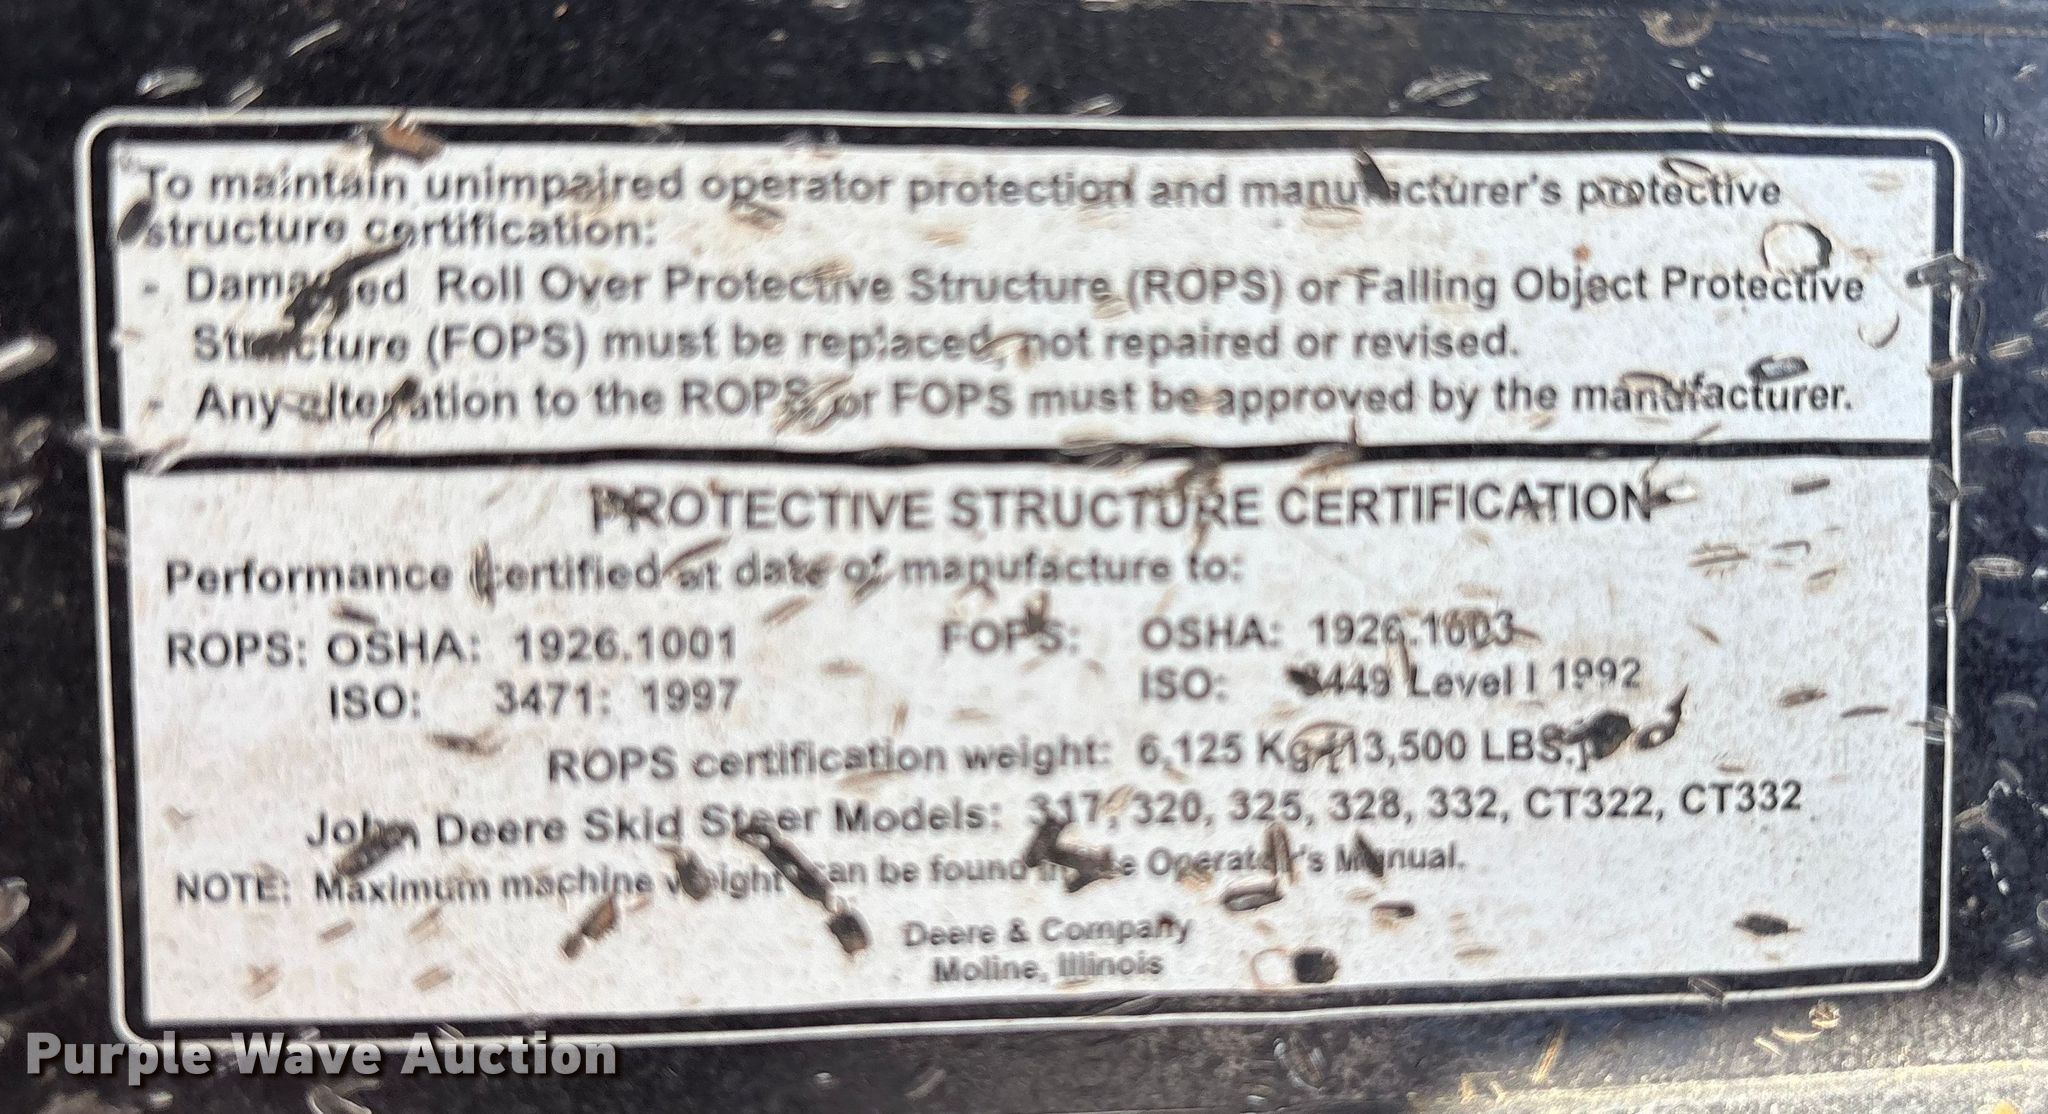 To maintain unimpaired operator protection and manufacturer's protective
structure certification:
- Damaged Roll Over Protective Structure (ROPS) or Falling Object Protective
Structure (FOPS) must be replaced, not repaired or revised.
- Any alteration to the ROPS or FOPS must be approved by the manufacturer.
PROTECTIVE STRUCTURE CERTIFICATION
Performance certified at date of manufacture to:
ROPS: OSHA: 1926.1001 FOPS: OSHA: 1926.1003
ISO: 3471: 1997 ISO: 3449 Level I 1992
ROPS certification weight: 6,125 Kg [13,500 LBS.]
John Deere Skid Steer Models: 317, 320, 325, 328, 332, CT322, CT332
NOTE: Maximum machine weight can be found in the Operator's Manual.
Deere & Company
Moline, Illinois
Purple Wave Auction